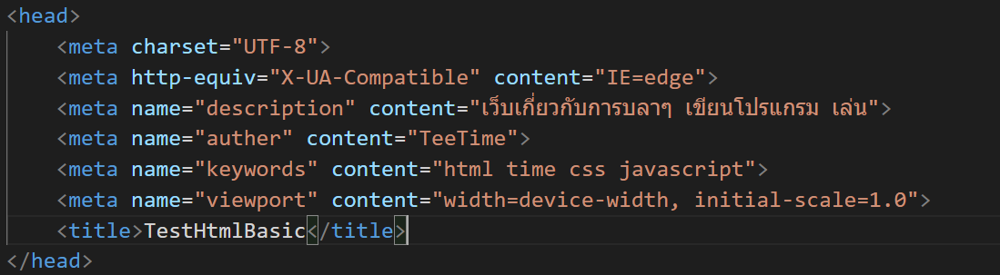 <head>
<meta charset="UTF-8">
<meta http-equiv="X-UA-Compatible" content="IE=edge">
<meta name="description" content="เว็บเกี่ยวกับการบลาๆ เขียนโปรแกรม เล่น">
<meta name="auther" content="TeeTime">
<meta name="keywords" content="html time css javascript">
<meta name="viewport" content="width=device-width, initial-scale=1.0">
<title>TestHtmlBasic</title>
</head>